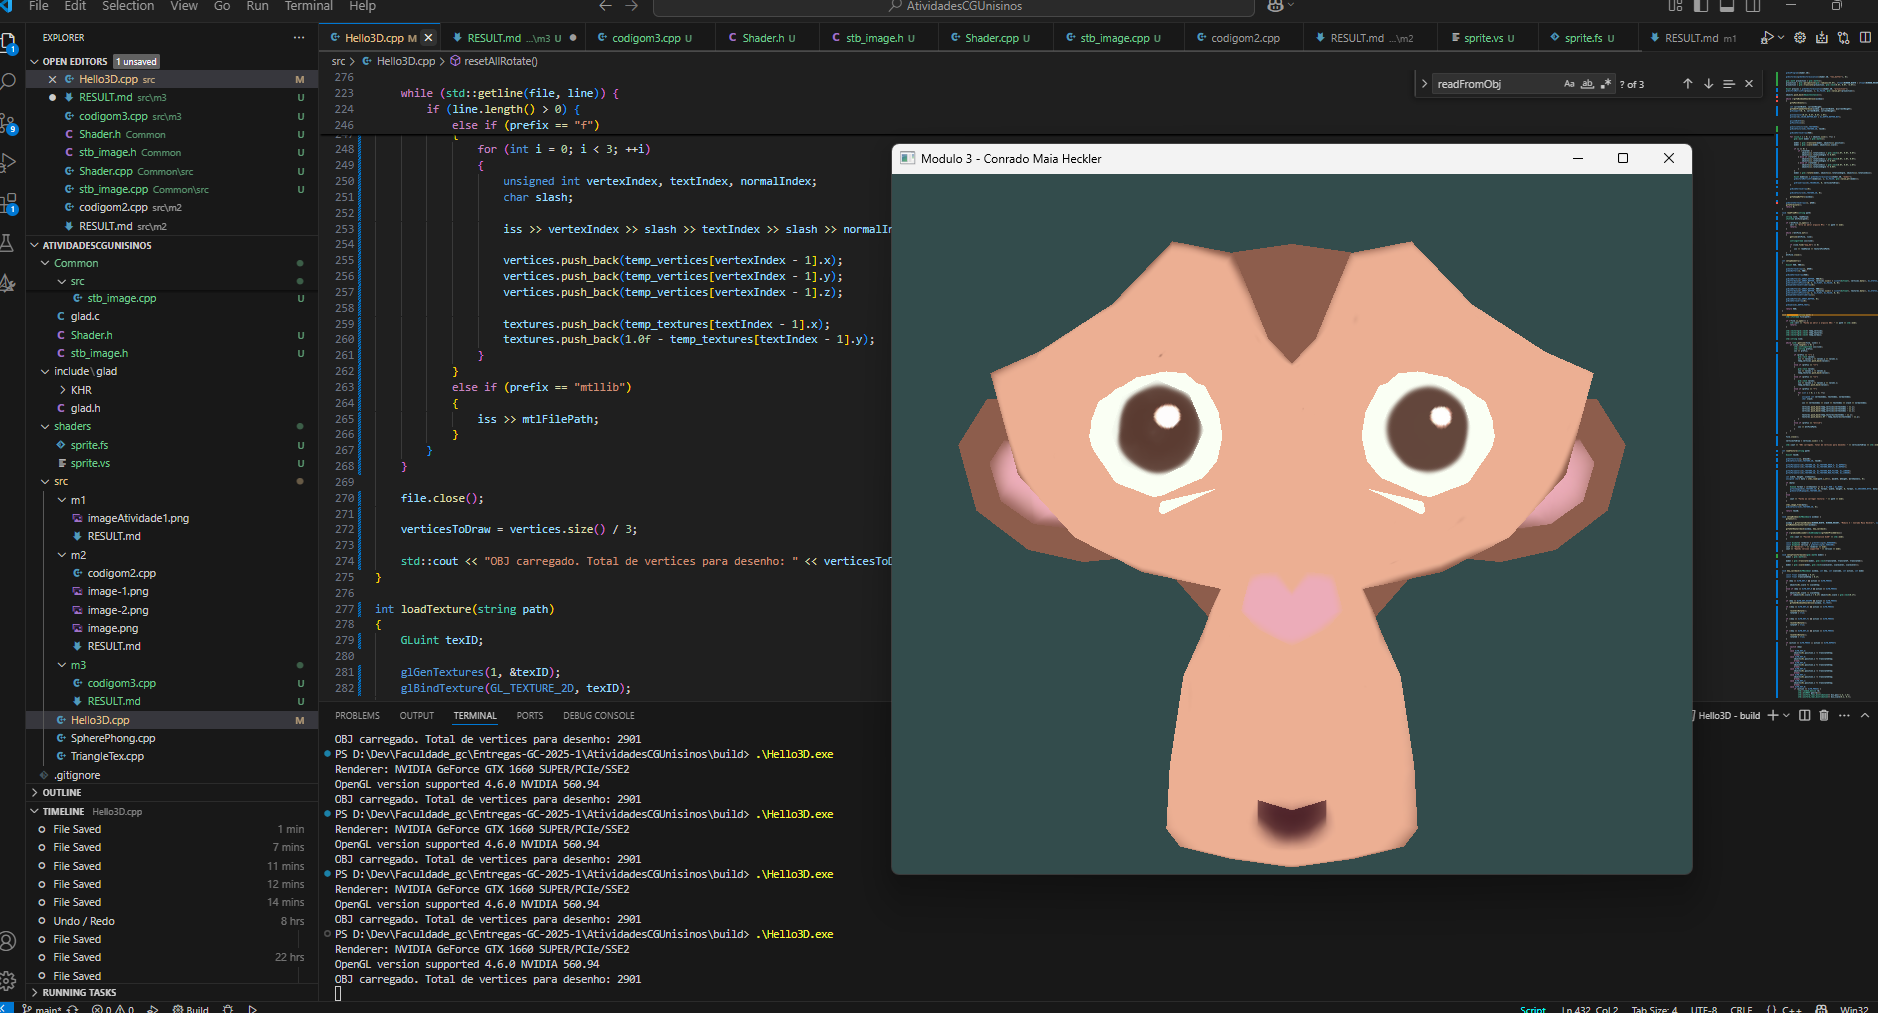 File Edit Selection View Go Run Terminal Help
AtividadesCGUnisinos
EXPLORER
OPEN EDITORS 1 unsaved
Hello3D.cpp src M
RESULT.md src\m3 U
codigom3.cpp src\m3 U
Shader.h Common U
stb_image.h Common U
Shader.cpp Common\src U
stb_image.cpp Common\src U
codigom2.cpp src\m2
RESULT.md src\m2
ATIVIDADESCGUNISINOS
Common
src
stb_image.cpp U
glad.c
Shader.h U
stb_image.h U
include\glad
KHR
glad.h
shaders
sprite.fs U
sprite.vs U
src
m1
imageAtividade1.png
RESULT.md
m2
codigom2.cpp
image-1.png
image-2.png
image.png
RESULT.md
m3
codigom3.cpp U
RESULT.md U
Hello3D.cpp M
SpherePhong.cpp
TriangleTex.cpp
.gitignore
OUTLINE
TIMELINE Hello3D.cpp
File Saved 1 min
File Saved 7 mins
File Saved 11 mins
File Saved 12 mins
File Saved 14 mins
Undo / Redo 8 hrs
File Saved
File Saved 22 hrs
File Saved
RUNNING TASKS
Hello3D.cpp M RESULT.md ...\m3 U codigom3.cpp U Shader.h U stb_image.h U Shader.cpp U stb_image.cpp U codigom2.cpp RESULT.md ...\m2 sprite.vs U sprite.fs U RESULT.md m1
src > Hello3D.cpp > resetAllRotate()
readFromObj Aa ab ? of 3
276
223 while (std::getline(file, line)) {
224 if (line.length() > 0) {
246 else if (prefix == "f")
247 {
248 for (int i = 0; i < 3; ++i)
249 {
250 unsigned int vertexIndex, textIndex, normalIndex;
251 char slash;
252
253 iss >> vertexIndex >> slash >> textIndex >> slash >> normalIn
254
255 vertices.push_back(temp_vertices[vertexIndex - 1].x);
256 vertices.push_back(temp_vertices[vertexIndex - 1].y);
257 vertices.push_back(temp_vertices[vertexIndex - 1].z);
258
259 textures.push_back(temp_textures[textIndex - 1].x);
260 textures.push_back(1.0f - temp_textures[textIndex - 1].y);
261 }
262 }
263 else if (prefix == "mtllib")
264 {
265 iss >> mtlFilePath;
266 }
267 }
268 }
269
270 file.close();
271
272 verticesToDraw = vertices.size() / 3;
273
274 std::cout << "OBJ carregado. Total de vertices para desenho: " << verticesToD
275 }
276
277 int loadTexture(string path)
278 {
279 GLuint texID;
280
281 glGenTextures(1, &texID);
282 glBindTexture(GL_TEXTURE_2D, texID);
Modulo 3 - Conrado Maia Heckler
PROBLEMS OUTPUT TERMINAL PORTS DEBUG CONSOLE
Hello3D - build
OBJ carregado. Total de vertices para desenho: 2901
PS D:\Dev\Faculdade_gc\Entregas-GC-2025-1\AtividadesCGUnisinos\build> .\Hello3D.exe
Renderer: NVIDIA GeForce GTX 1660 SUPER/PCIe/SSE2
OpenGL version supported 4.6.0 NVIDIA 560.94
OBJ carregado. Total de vertices para desenho: 2901
PS D:\Dev\Faculdade_gc\Entregas-GC-2025-1\AtividadesCGUnisinos\build> .\Hello3D.exe
Renderer: NVIDIA GeForce GTX 1660 SUPER/PCIe/SSE2
OpenGL version supported 4.6.0 NVIDIA 560.94
OBJ carregado. Total de vertices para desenho: 2901
PS D:\Dev\Faculdade_gc\Entregas-GC-2025-1\AtividadesCGUnisinos\build> .\Hello3D.exe
Renderer: NVIDIA GeForce GTX 1660 SUPER/PCIe/SSE2
OpenGL version supported 4.6.0 NVIDIA 560.94
OBJ carregado. Total de vertices para desenho: 2901
PS D:\Dev\Faculdade_gc\Entregas-GC-2025-1\AtividadesCGUnisinos\build> .\Hello3D.exe
Renderer: NVIDIA GeForce GTX 1660 SUPER/PCIe/SSE2
OpenGL version supported 4.6.0 NVIDIA 560.94
OBJ carregado. Total de vertices para desenho: 2901
main* 0 0 Build Script Ln 432, Col 2 Tab Size: 4 UTF-8 CRLF {} C++ Win32